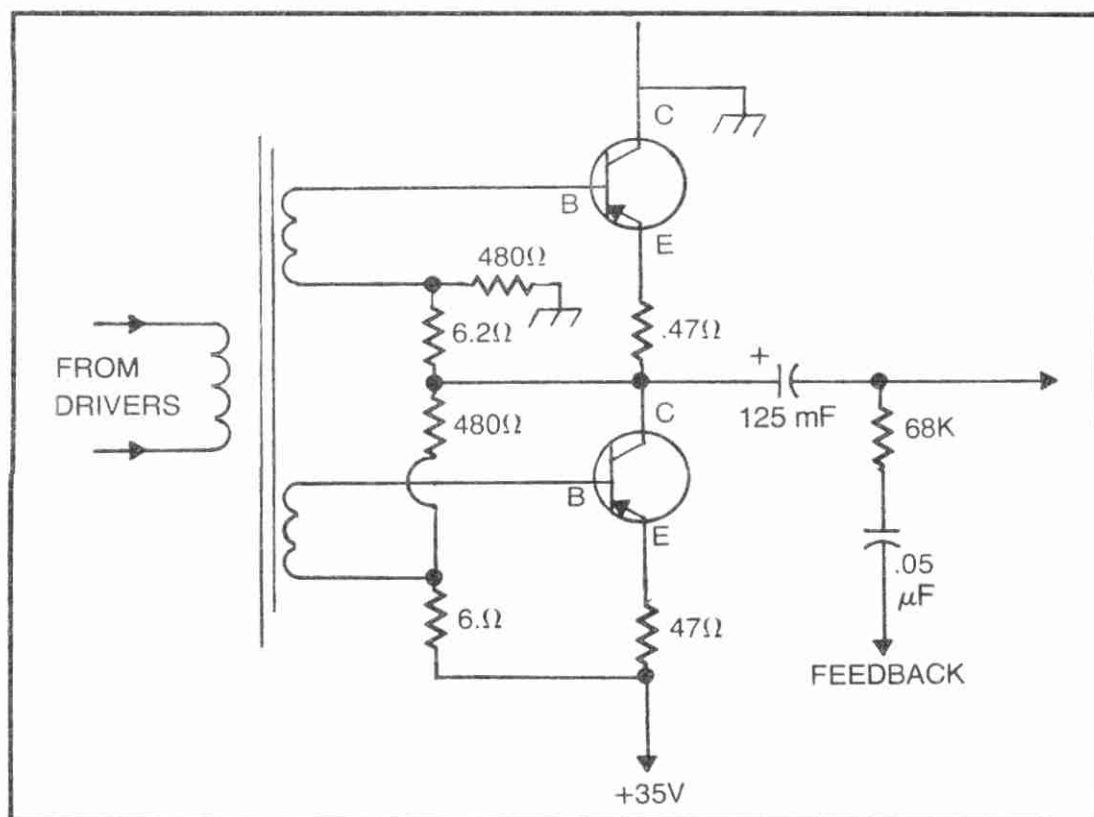 C
B
E
480Ω
6.2Ω
.47Ω
FROM
DRIVERS
+
480Ω
C
125 mF
68K
B
E
.05
μF
6.Ω
47Ω
FEEDBACK
+35V